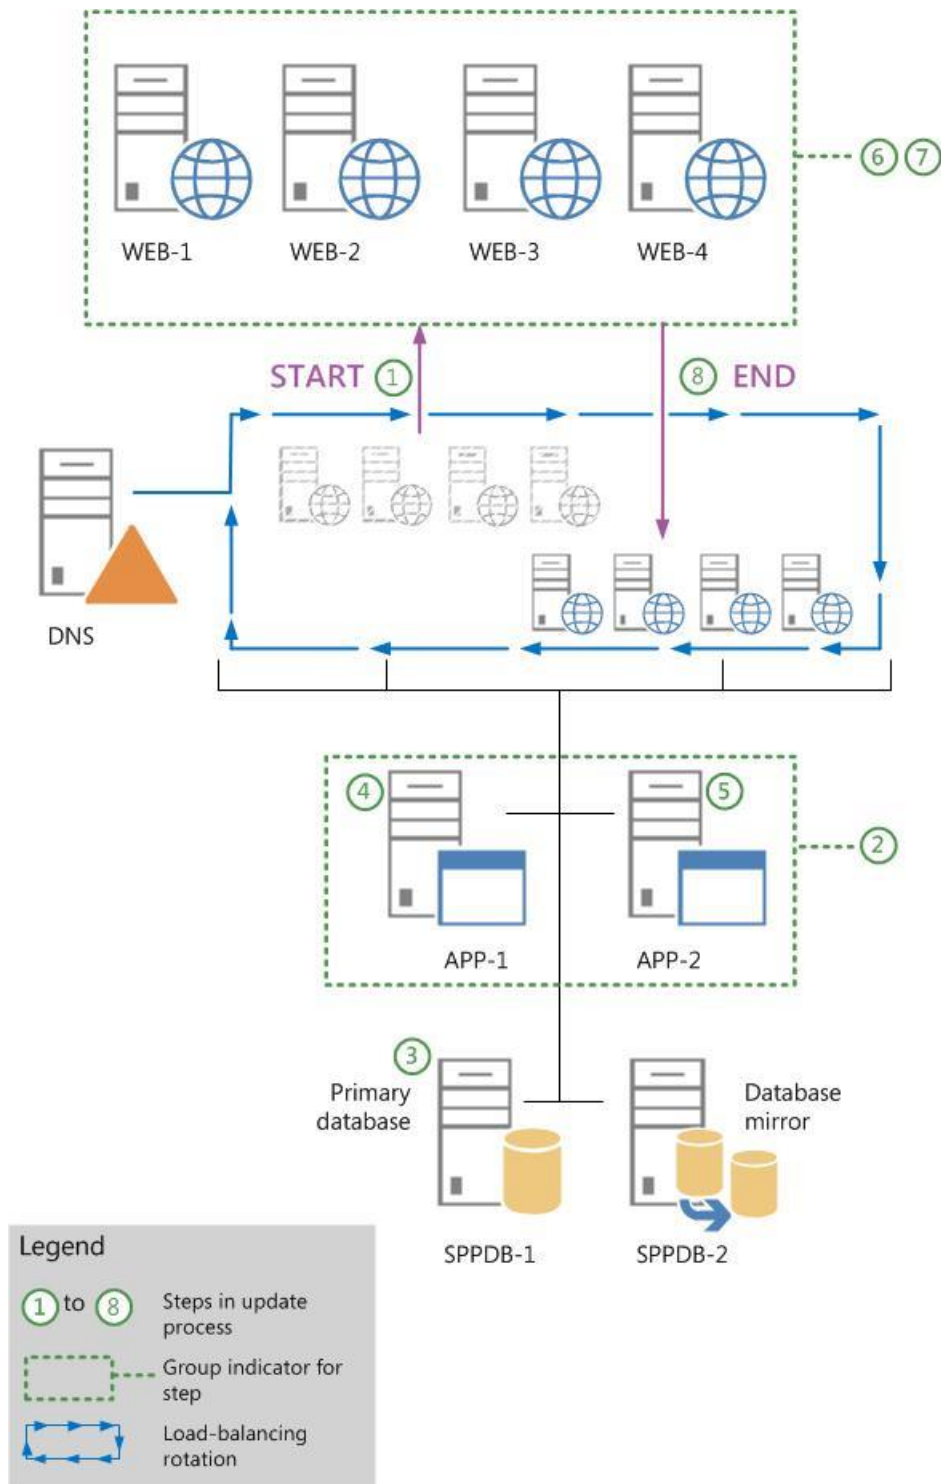 WEB-1
WEB-2
WEB-3
WEB-4
6 7
START 1
8 END
DNS
4
5
2
APP-1
APP-2
3
Primary
database
Database
mirror
SPPDB-1
SPPDB-2
Legend
1 to 8
Steps in update
process
Group indicator for
step
Load-balancing
rotation